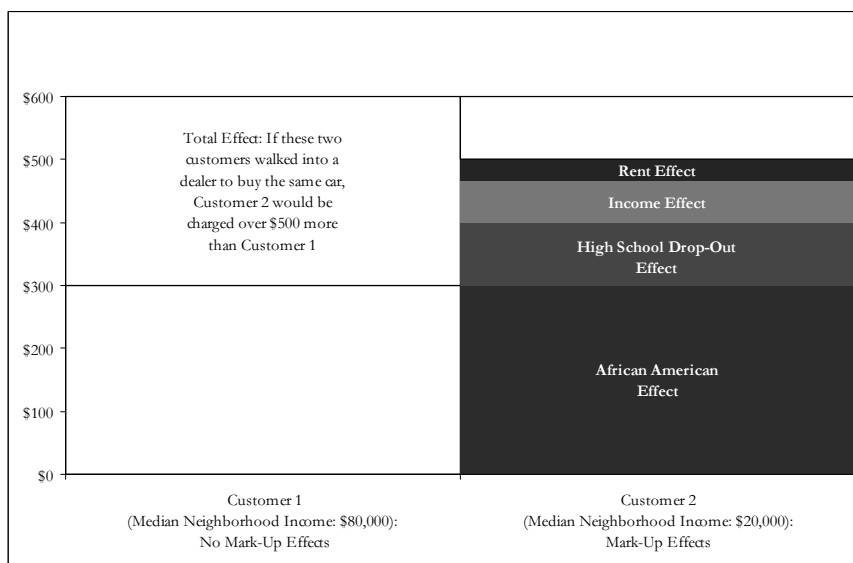 $600
$500
$400
$300
$200
$100
$0
Total Effect: If these two
customers walked into a
dealer to buy the same car,
Customer 2 would be
charged over $500 more
than Customer 1
Rent Effect
Income Effect
High School Drop-Out
Effect
African American
Effect
Customer 1
(Median Neighborhood Income: $80,000):
No Mark-Up Effects
Customer 2
(Median Neighborhood Income: $20,000):
Mark-Up Effects